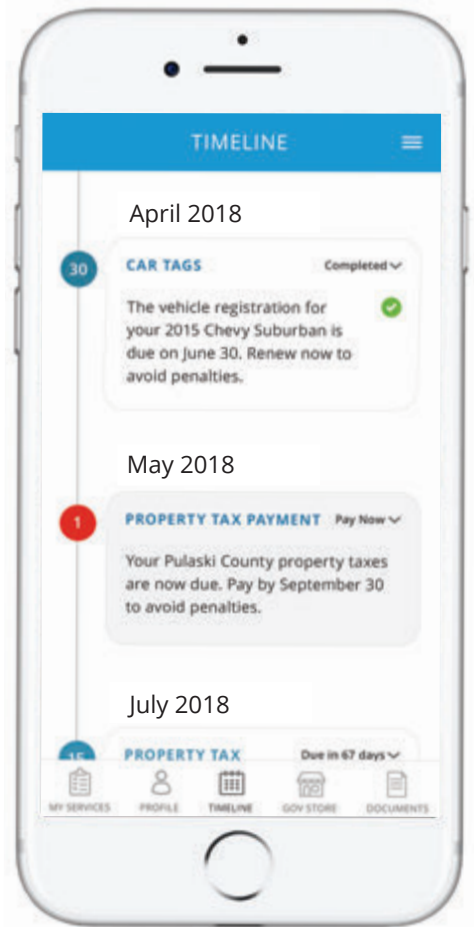 TIMELINE
April 2018
30
CAR TAGS
Completed
The vehicle registration for
your 2015 Chevy Suburban is
due on June 30. Renew now to
avoid penalties.
May 2018
1
PROPERTY TAX PAYMENT Pay Now
Your Pulaski County property taxes
are now due. Pay by September 30
to avoid penalties.
July 2018
15
PROPERTY TAX
Due in 67 days
MY SERVICES PROFILE TIMELINE GOV STORE DOCUMENTS